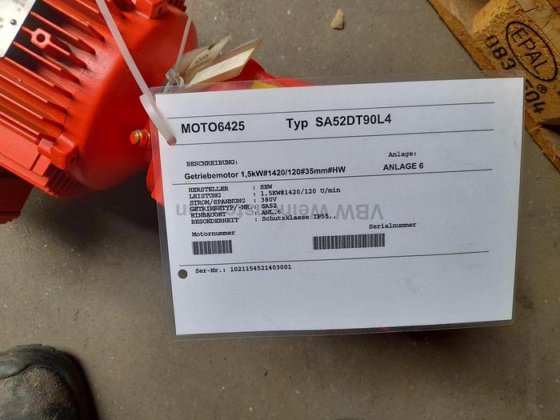 MOTO6425 Typ SA52DT90L4
BESCHREIBUNG: Anlage:
Getriebemotor 1,5kW#1420/120#35mm#HW ANLAGE 6
HERSTELLER : SEW
LEISTUNG : 1,5KW#1420/120 U/min
STROM/SPANNUNG : 380V
GETRIEBETYP/-NR.: SA52
EINBAUORT : ANL.6
BESONDERHEIT : Schutzklasse IP55,.
Motornummer Serialnummer
Ser-Nr.: 1021154521403001
EPAL